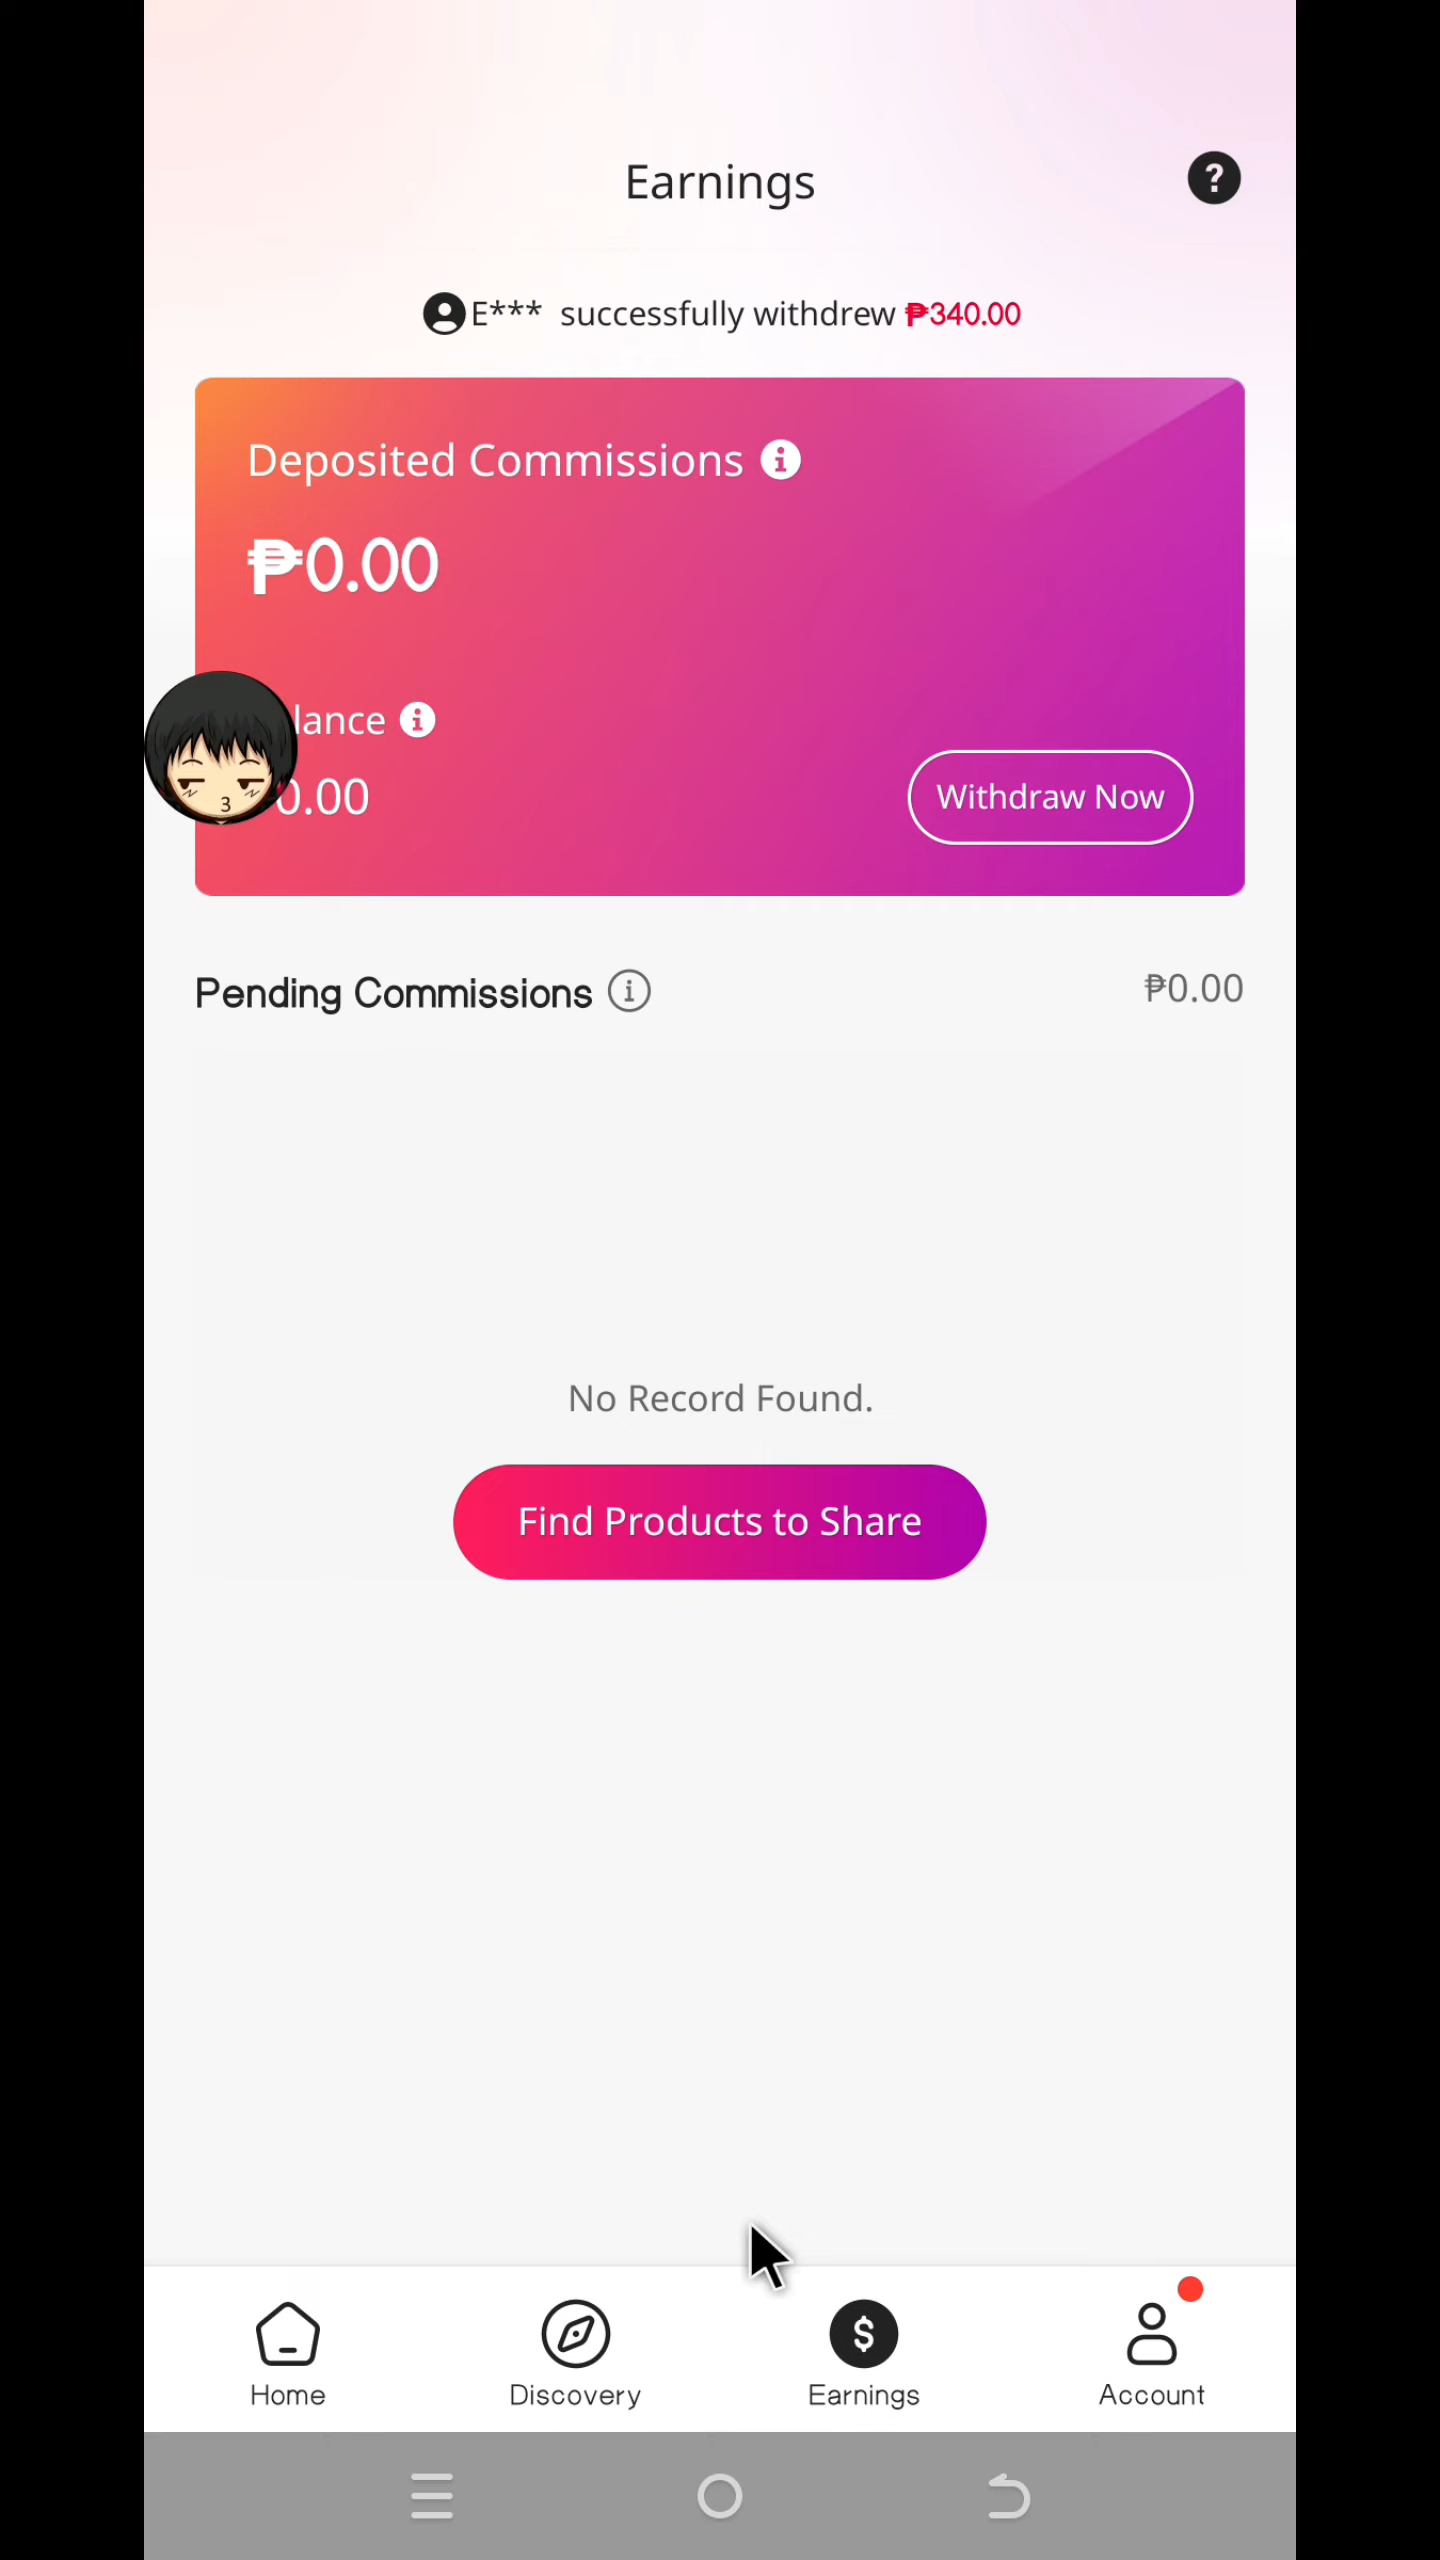 Earnings
?
E*** successfully withdrew ₱340.00
Deposited Commissions
₱0.00
lance
0.00
Withdraw Now
Pending Commissions
₱0.00
No Record Found.
Find Products to Share
Home
Discovery
Earnings
Account